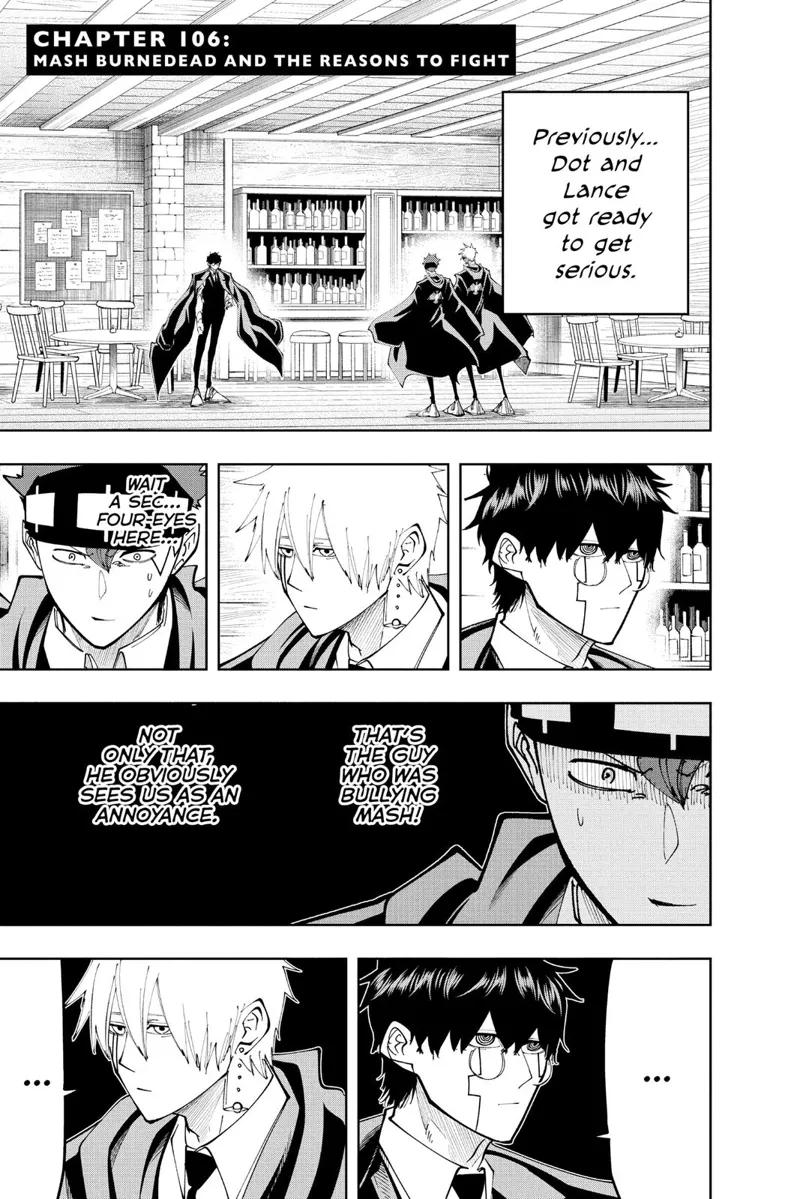 CHAPTER 106:
MASH BURNEDEAD AND THE REASONS TO FIGHT
Previously...
Dot and
Lance
got ready
to get
serious.
WAIT
A SEC...
FOUR-EYES
HERE...
THAT'S
THE GUY
WHO WAS
BULLYING
MASH!
NOT
ONLY THAT,
HE OBVIOUSLY
SEES US AS AN
ANNOYANCE.
...
...